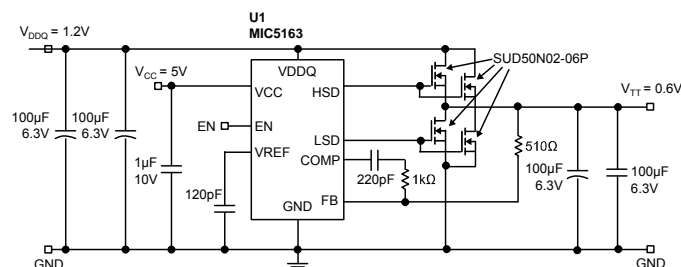 U1
MIC5163
VDDQ = 1.2V
VDDQ
SUD50N02-06P
VCC = 5V
VCC
HSD
VTT = 0.6V
100µF
6.3V
100µF
6.3V
EN
EN
LSD
1µF
10V
VREF
COMP
510Ω
120pF
220pF
1kΩ
100µF
6.3V
100µF
6.3V
GND
FB
GND
GND